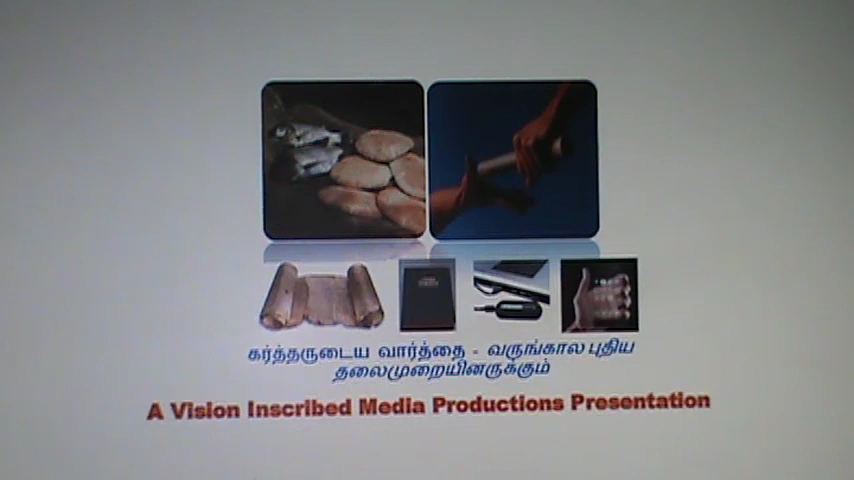 கர்த்தருடைய வார்த்தை - வருங்கால புதிய
தலைமுறையினருக்கும்
A Vision Inscribed Media Productions Presentation